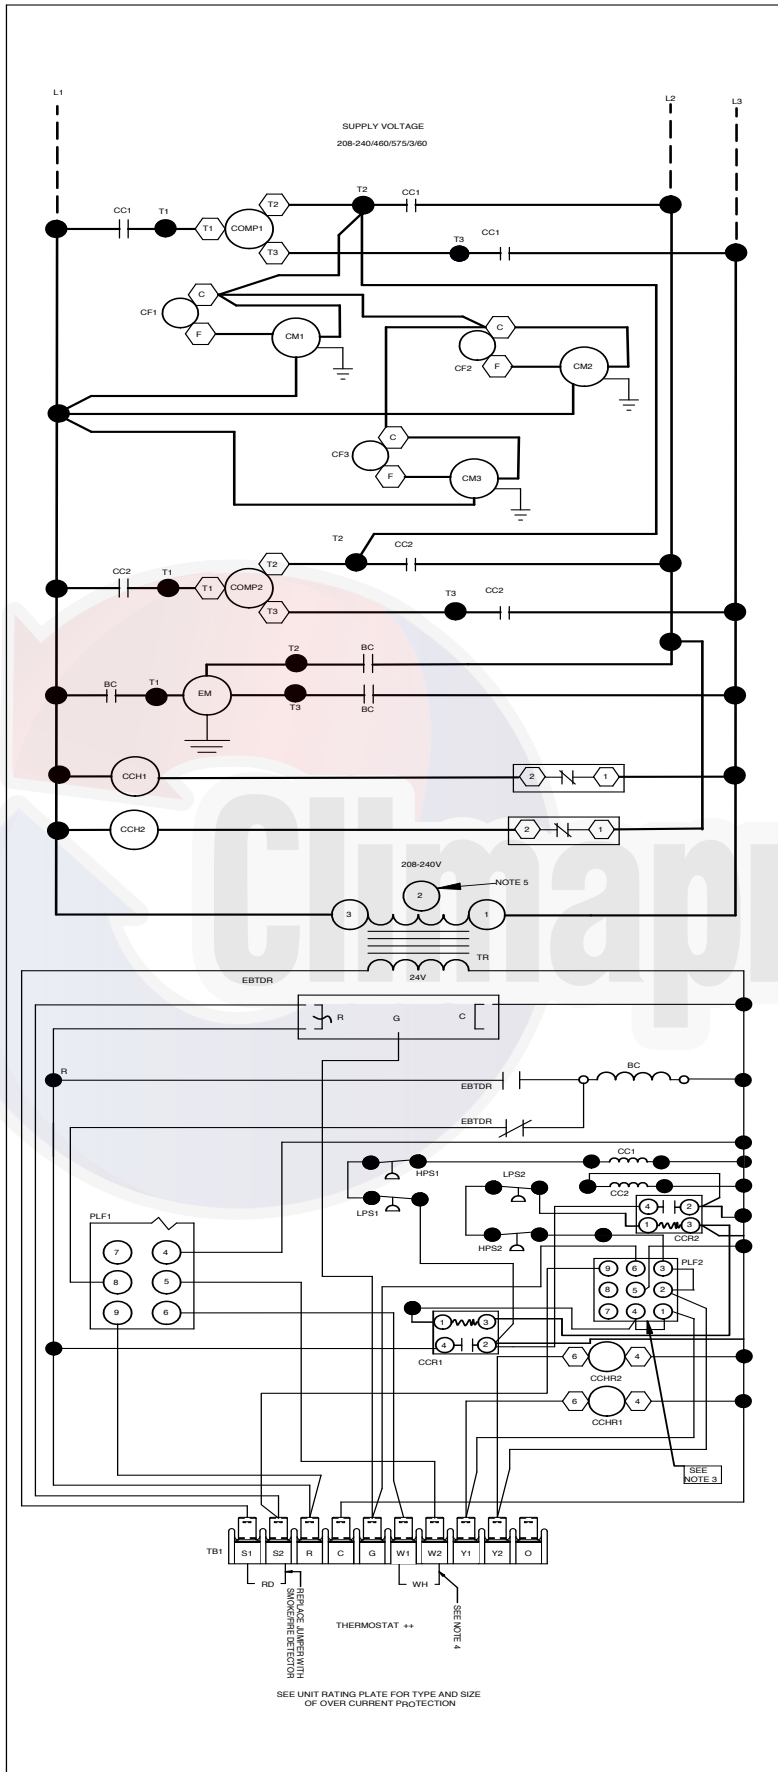 L1
L2
L3
SUPPLY VOLTAGE
208-240/460/575/3/60
T2
CC1
CC1
T1
T1
COMP1
T2
T3
T3
CC1
C
CF1
F
CM1
C
CF2
F
CM2
C
CF3
F
CM3
T2
CC2
CC2
T1
T1
COMP2
T2
T3
T3
CC2
T2
BC
BC
T1
EM
T3
BC
CCH1
2
1
CCH2
2
1
208-240V
3
2
1
NOTE 5
TR
24V
EBTDR
R
G
C
R
EBTDR
BC
EBTDR
HPS1
LPS2
CC1
CC2
LPS1
HPS2
4
2
1
3
CCR2
PLF1
7
4
8
5
9
6
9
6
3
PLF2
8
5
2
7
4
1
1
3
4
2
CCR1
6
4
CCHR2
6
4
CCHR1
SEE
NOTE 3
TB1
S1
S2
R
C
G
W1
W2
Y1
Y2
O
RD
WH
REPLACE JUMPER WITH
SMOKE/FIRE DETECTOR
SEE NOTE 4
THERMOSTAT ++
SEE UNIT RATING PLATE FOR TYPE AND SIZE
OF OVER CURRENT PROTECTION
Climapr